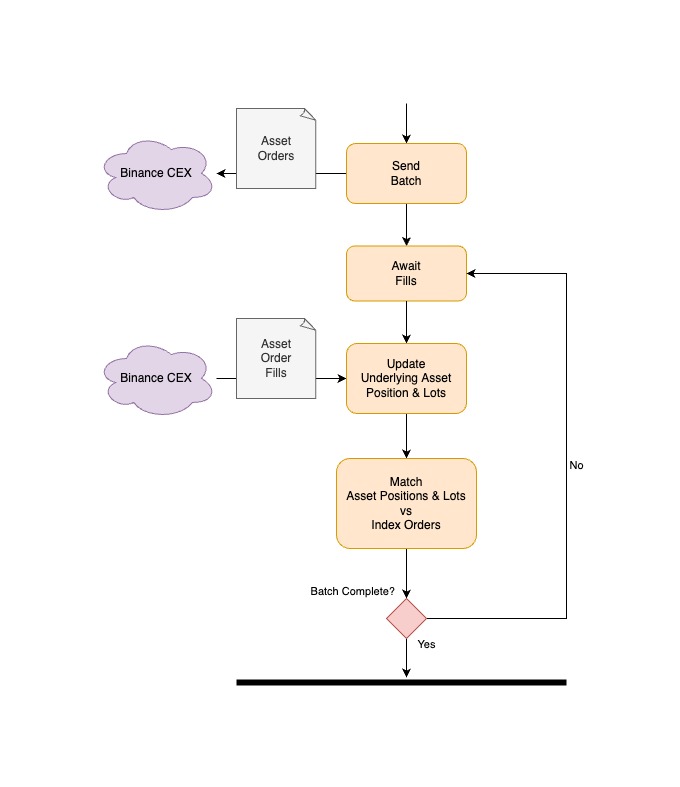 Asset
Orders
Binance CEX
Send
Batch
Await
Fills
Binance CEX
Asset
Order
Fills
Update
Underlying Asset
Position & Lots
Match
Asset Positions & Lots
vs
Index Orders
No
Batch Complete?
Yes